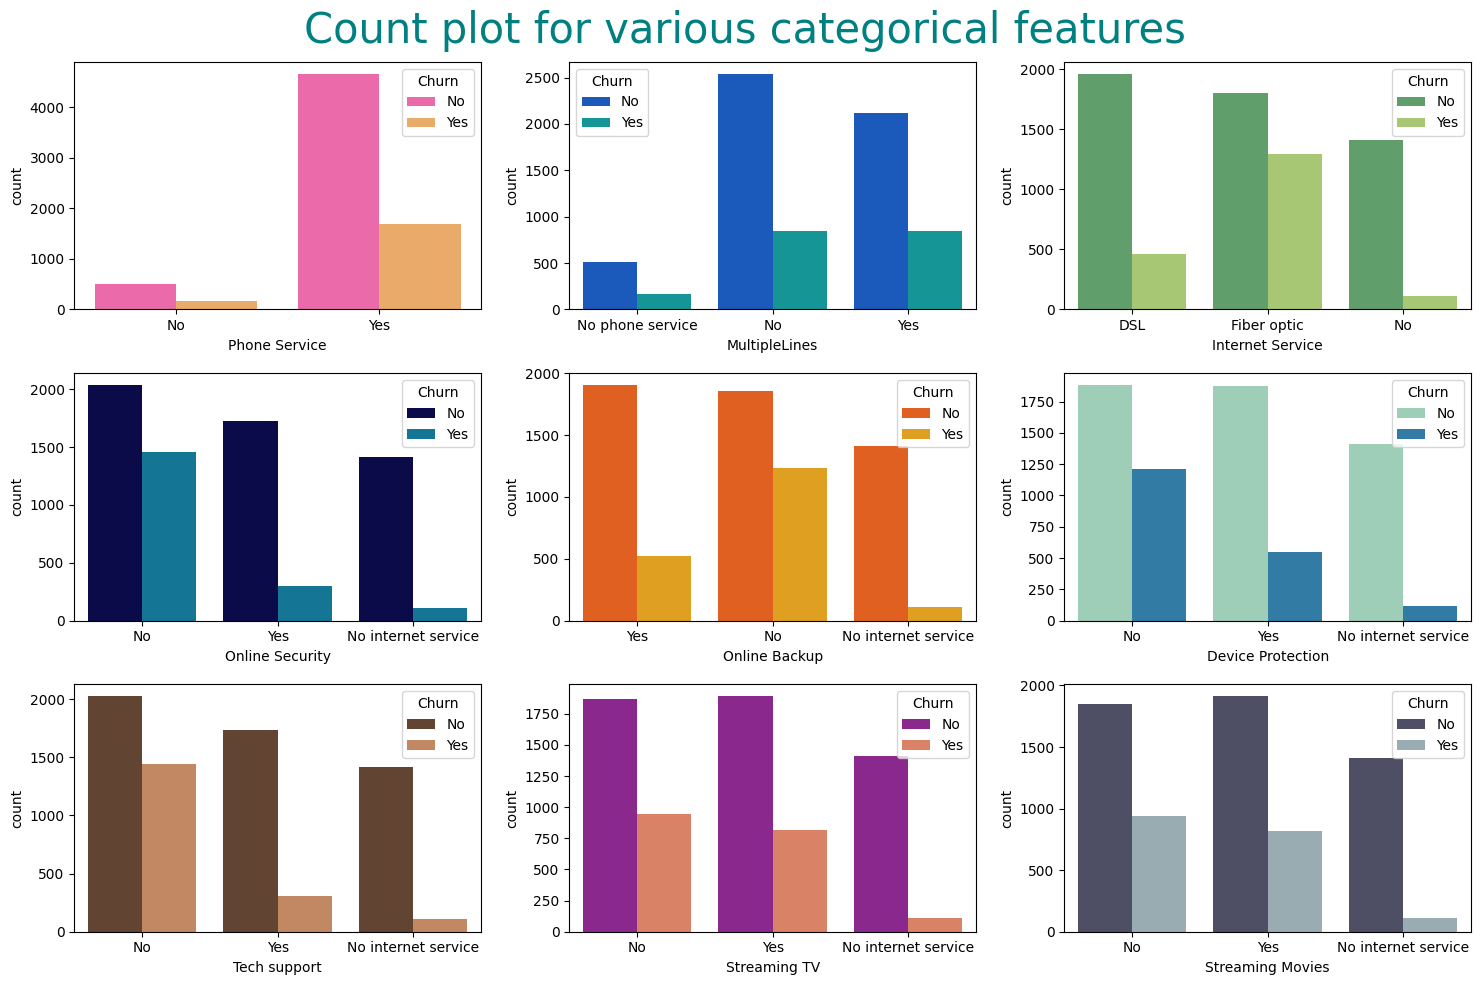 Count plot for various categorical features
Churn
No
Yes
4000
3000
2000
1000
0
count
No
Yes
Phone Service
Churn
No
Yes
2500
2000
1500
1000
500
0
count
No phone service
No
Yes
MultipleLines
Churn
No
Yes
2000
1500
1000
500
0
count
DSL
Fiber optic
No
Internet Service
Churn
No
Yes
2000
1500
1000
500
0
count
No
Yes
No internet service
Online Security
Churn
No
Yes
2000
1500
1000
500
0
count
Yes
No
No internet service
Online Backup
Churn
No
Yes
1750
1500
1250
1000
750
500
250
0
count
No
Yes
No internet service
Device Protection
Churn
No
Yes
2000
1500
1000
500
0
count
No
Yes
No internet service
Tech support
Churn
No
Yes
1750
1500
1250
1000
750
500
250
0
count
No
Yes
No internet service
Streaming TV
Churn
No
Yes
2000
1500
1000
500
0
count
No
Yes
No internet service
Streaming Movies